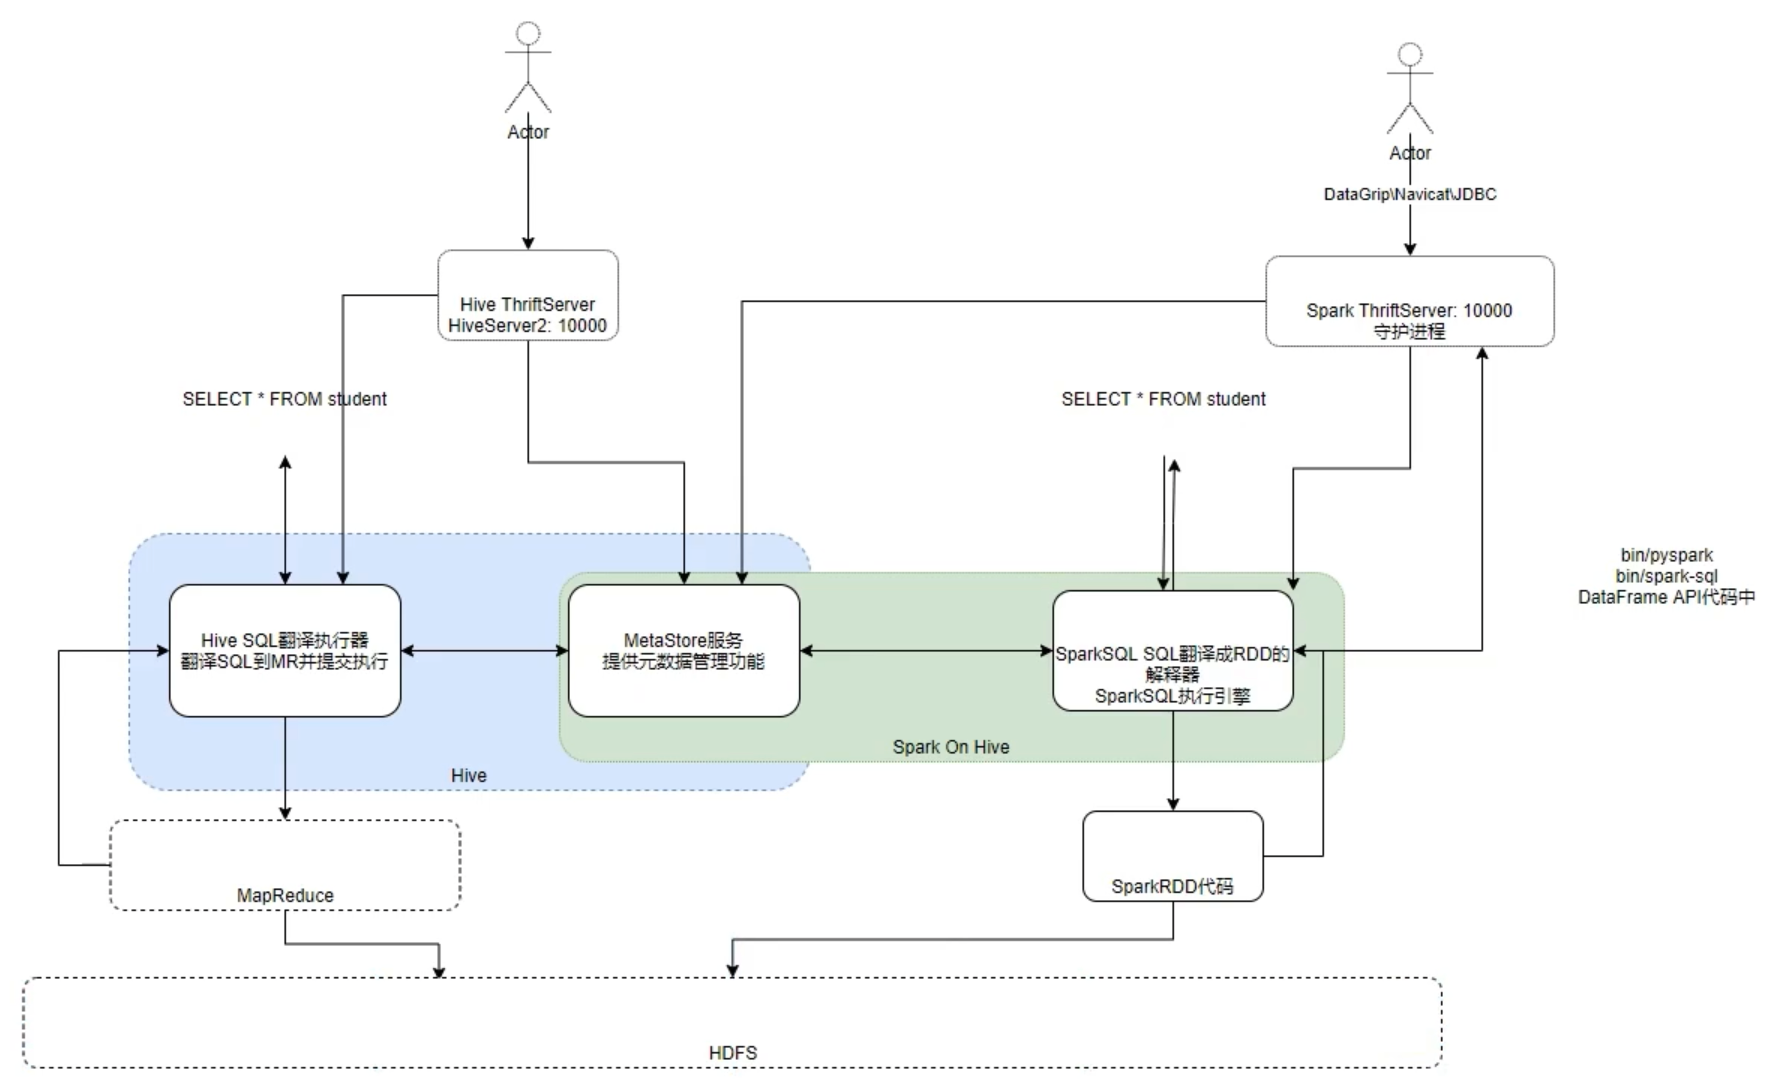 Actor
Actor
DataGrip\Navicat\JDBC
Hive ThriftServer
HiveServer2: 10000
Spark ThriftServer: 10000
守护进程
SELECT * FROM student
SELECT * FROM student
bin/pyspark
bin/spark-sql
DataFrame API代码中
Hive SQL翻译执行器
翻译SQL到MR并提交执行
MetaStore服务
提供元数据管理功能
SparkSQL SQL翻译成RDD的
解释器
SparkSQL执行引擎
Spark On Hive
Hive
MapReduce
SparkRDD代码
HDFS